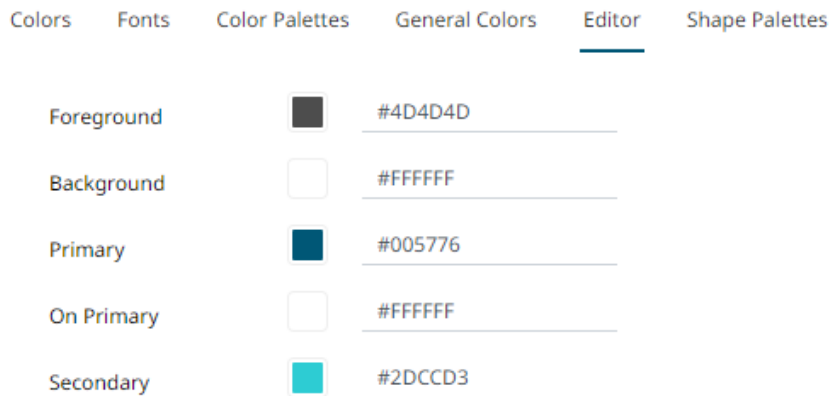 Colors Fonts Color Palettes General Colors Editor Shape Palettes
Foreground #4D4D4D
Background #FFFFFF
Primary #005776
On Primary #FFFFFF
Secondary #2DCCD3